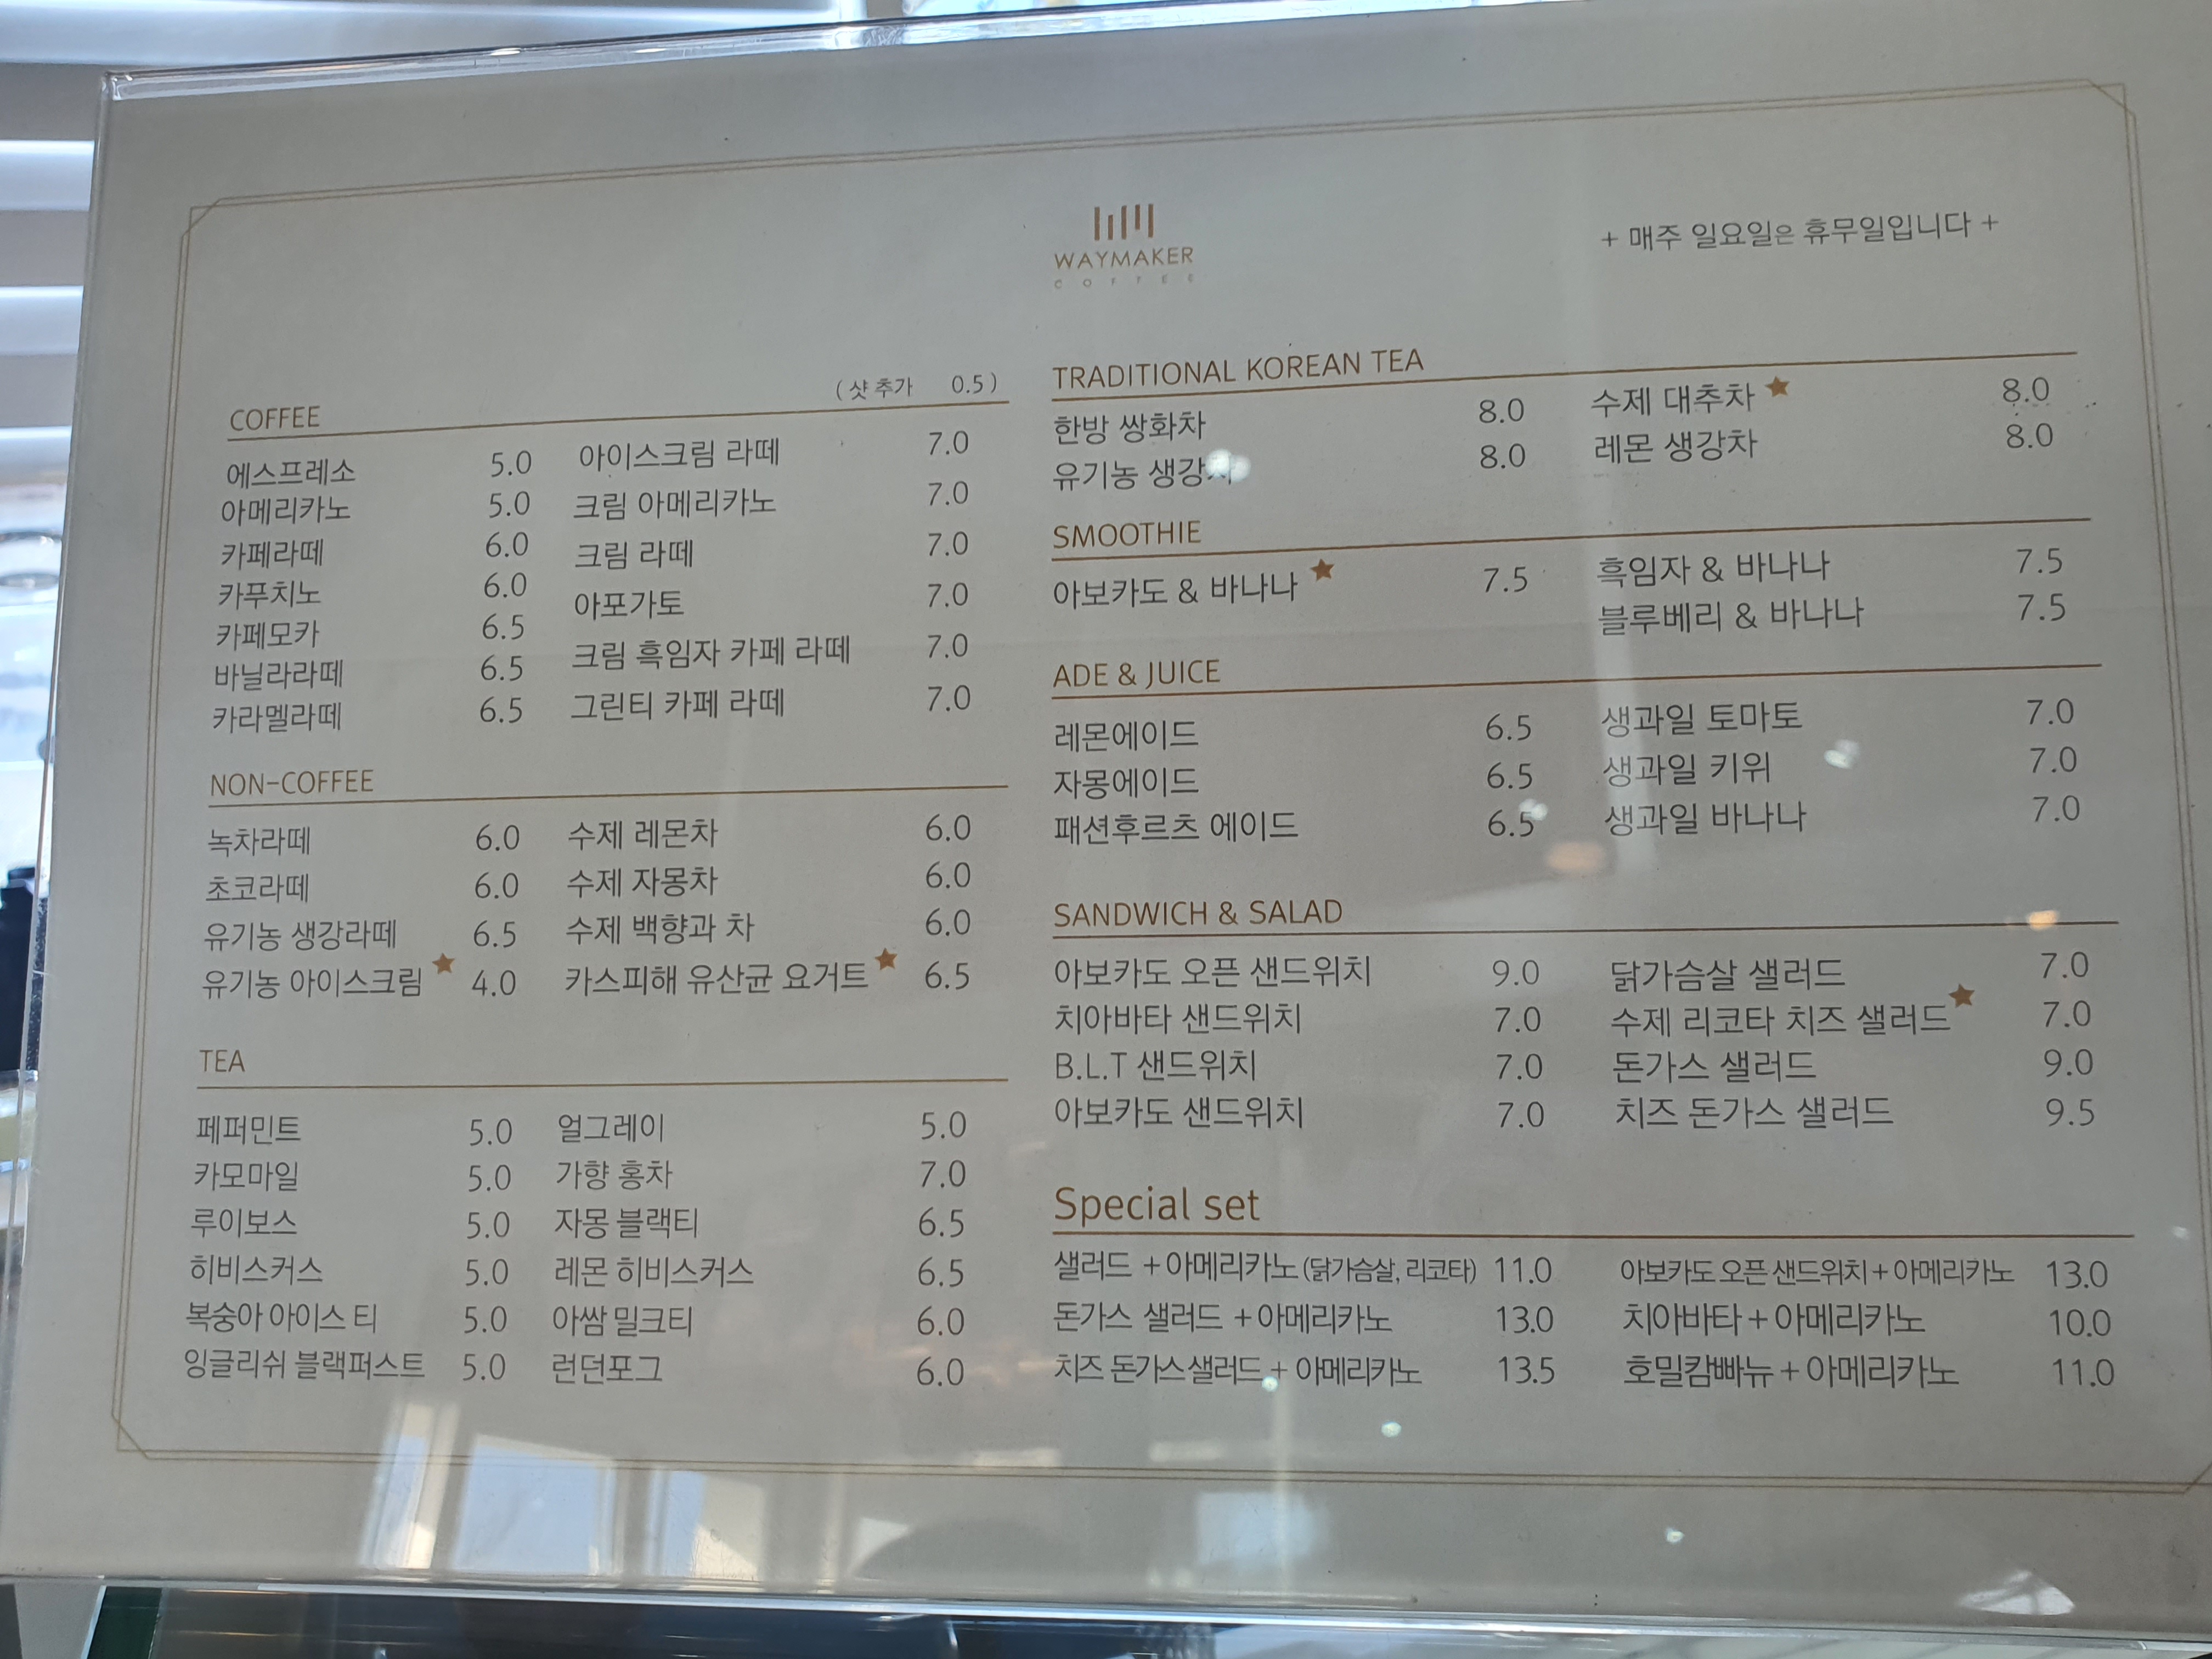 WAYMAKER
COFFEE
+ 매주 일요일은 휴무일입니다 +
COFFEE
( 샷 추가 0.5 )
에스프레소 5.0
아메리카노 5.0
카페라떼 6.0
카푸치노 6.0
카페모카 6.5
바닐라라떼 6.5
카라멜라떼 6.5
아이스크림 라떼 7.0
크림 아메리카노 7.0
크림 라떼 7.0
아포가토 7.0
크림 흑임자 카페 라떼 7.0
그린티 카페 라떼 7.0
NON-COFFEE
녹차라떼 6.0
초코라떼 6.0
유기농 생강라떼 6.5
유기농 아이스크림 ★ 4.0
수제 레몬차 6.0
수제 자몽차 6.0
수제 백향과 차 6.0
카스피해 유산균 요거트 ★ 6.5
TEA
페퍼민트 5.0
카모마일 5.0
루이보스 5.0
히비스커스 5.0
복숭아 아이스 티 5.0
잉글리쉬 블랙퍼스트 5.0
얼그레이 5.0
가향 홍차 7.0
자몽 블랙티 6.5
레몬 히비스커스 6.5
아쌈 밀크티 6.0
런던포그 6.0
TRADITIONAL KOREAN TEA
한방 쌍화차 8.0
유기농 생강차 8.0
수제 대추차 ★ 8.0
레몬 생강차 8.0
SMOOTHIE
아보카도 & 바나나 ★ 7.5
흑임자 & 바나나 7.5
블루베리 & 바나나 7.5
ADE & JUICE
레몬에이드 6.5
자몽에이드 6.5
패션후르츠 에이드 6.5
생과일 토마토 7.0
생과일 키위 7.0
생과일 바나나 7.0
SANDWICH & SALAD
아보카도 오픈 샌드위치 9.0
치아바타 샌드위치 7.0
B.L.T 샌드위치 7.0
아보카도 샌드위치 7.0
닭가슴살 샐러드 7.0
수제 리코타 치즈 샐러드 ★ 7.0
돈가스 샐러드 9.0
치즈 돈가스 샐러드 9.5
Special set
샐러드 + 아메리카노 (닭가슴살, 리코타) 11.0
돈가스 샐러드 + 아메리카노 13.0
치즈 돈가스 샐러드 + 아메리카노 13.5
아보카도 오픈 샌드위치 + 아메리카노 13.0
치아바타 + 아메리카노 10.0
호밀캄빠뉴 + 아메리카노 11.0